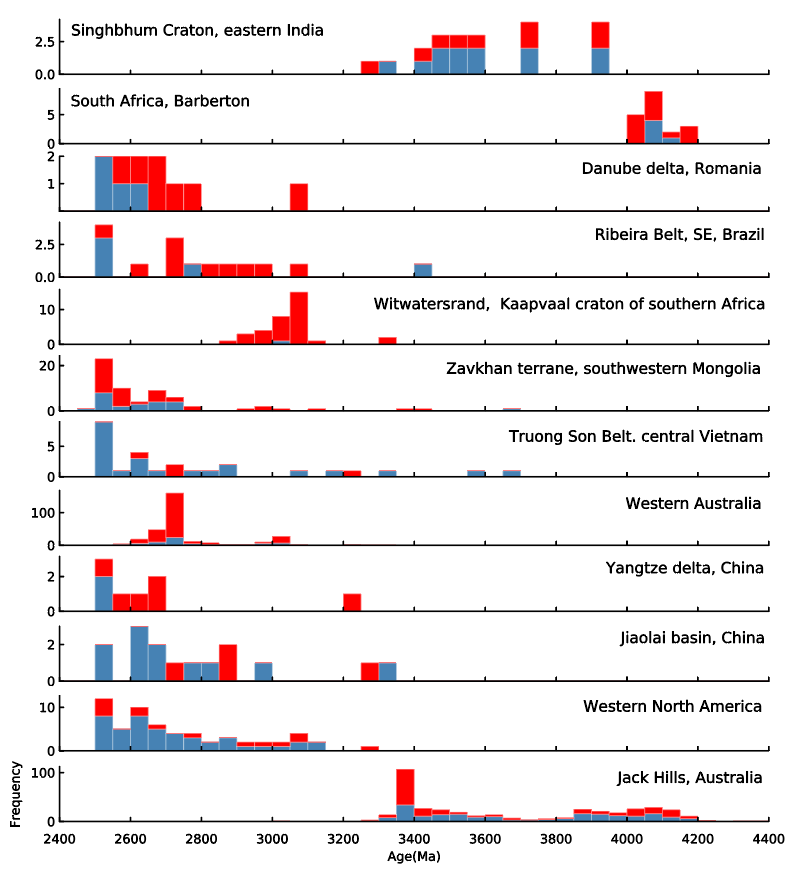 Singhbhum Craton, eastern India
2.5
0.0
South Africa, Barberton
5
0
Danube delta, Romania
2
1
Ribeira Belt, SE, Brazil
2.5
0.0
Witwatersrand,  Kaapvaal craton of southern Africa
10
0
Zavkhan terrane, southwestern Mongolia
20
0
Truong Son Belt. central Vietnam
5
0
Western Australia
100
0
Yangtze delta, China
2
0
Jiaolai basin, China
2
0
Western North America
10
0
Jack Hills, Australia
100
0
Frequency
2400 2600 2800 3000 3200 3400 3600 3800 4000 4200 4400
Age(Ma)